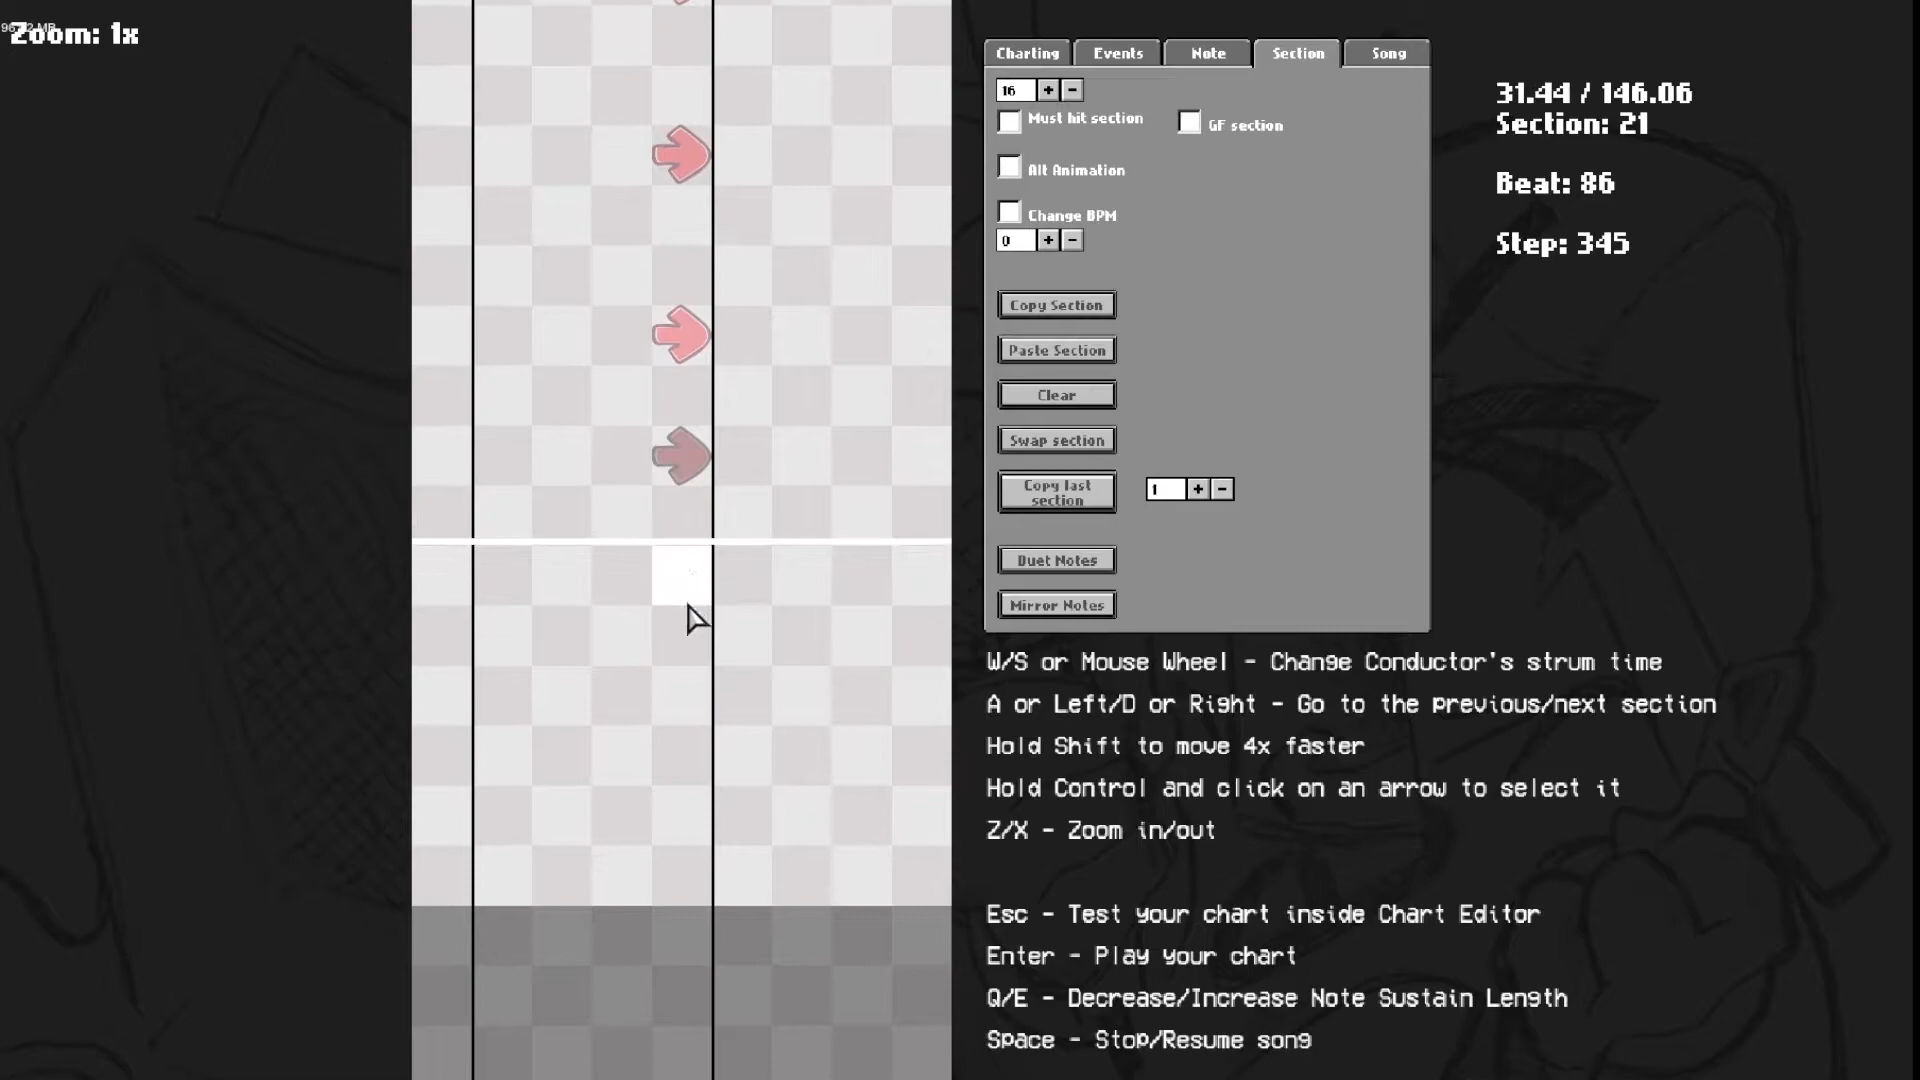 Zoom: 1x
Charting
Events
Note
Section
Song
16 + -
Must hit section
GF section
Alt Animation
Change BPM
0 + -
Copy Section
Paste Section
Clear
Swap section
Copy last
section
1 + -
Duet Notes
Mirror Notes
31.44 / 146.06
Section: 21
Beat: 86
Step: 345
W/S or Mouse Wheel - Change Conductor's strum time
A or Left/D or Right - Go to the previous/next section
Hold Shift to move 4x faster
Hold Control and click on an arrow to select it
Z/X - Zoom in/out
Esc - Test your chart inside Chart Editor
Enter - Play your chart
Q/E - Decrease/Increase Note Sustain Length
Space - Stop/Resume song